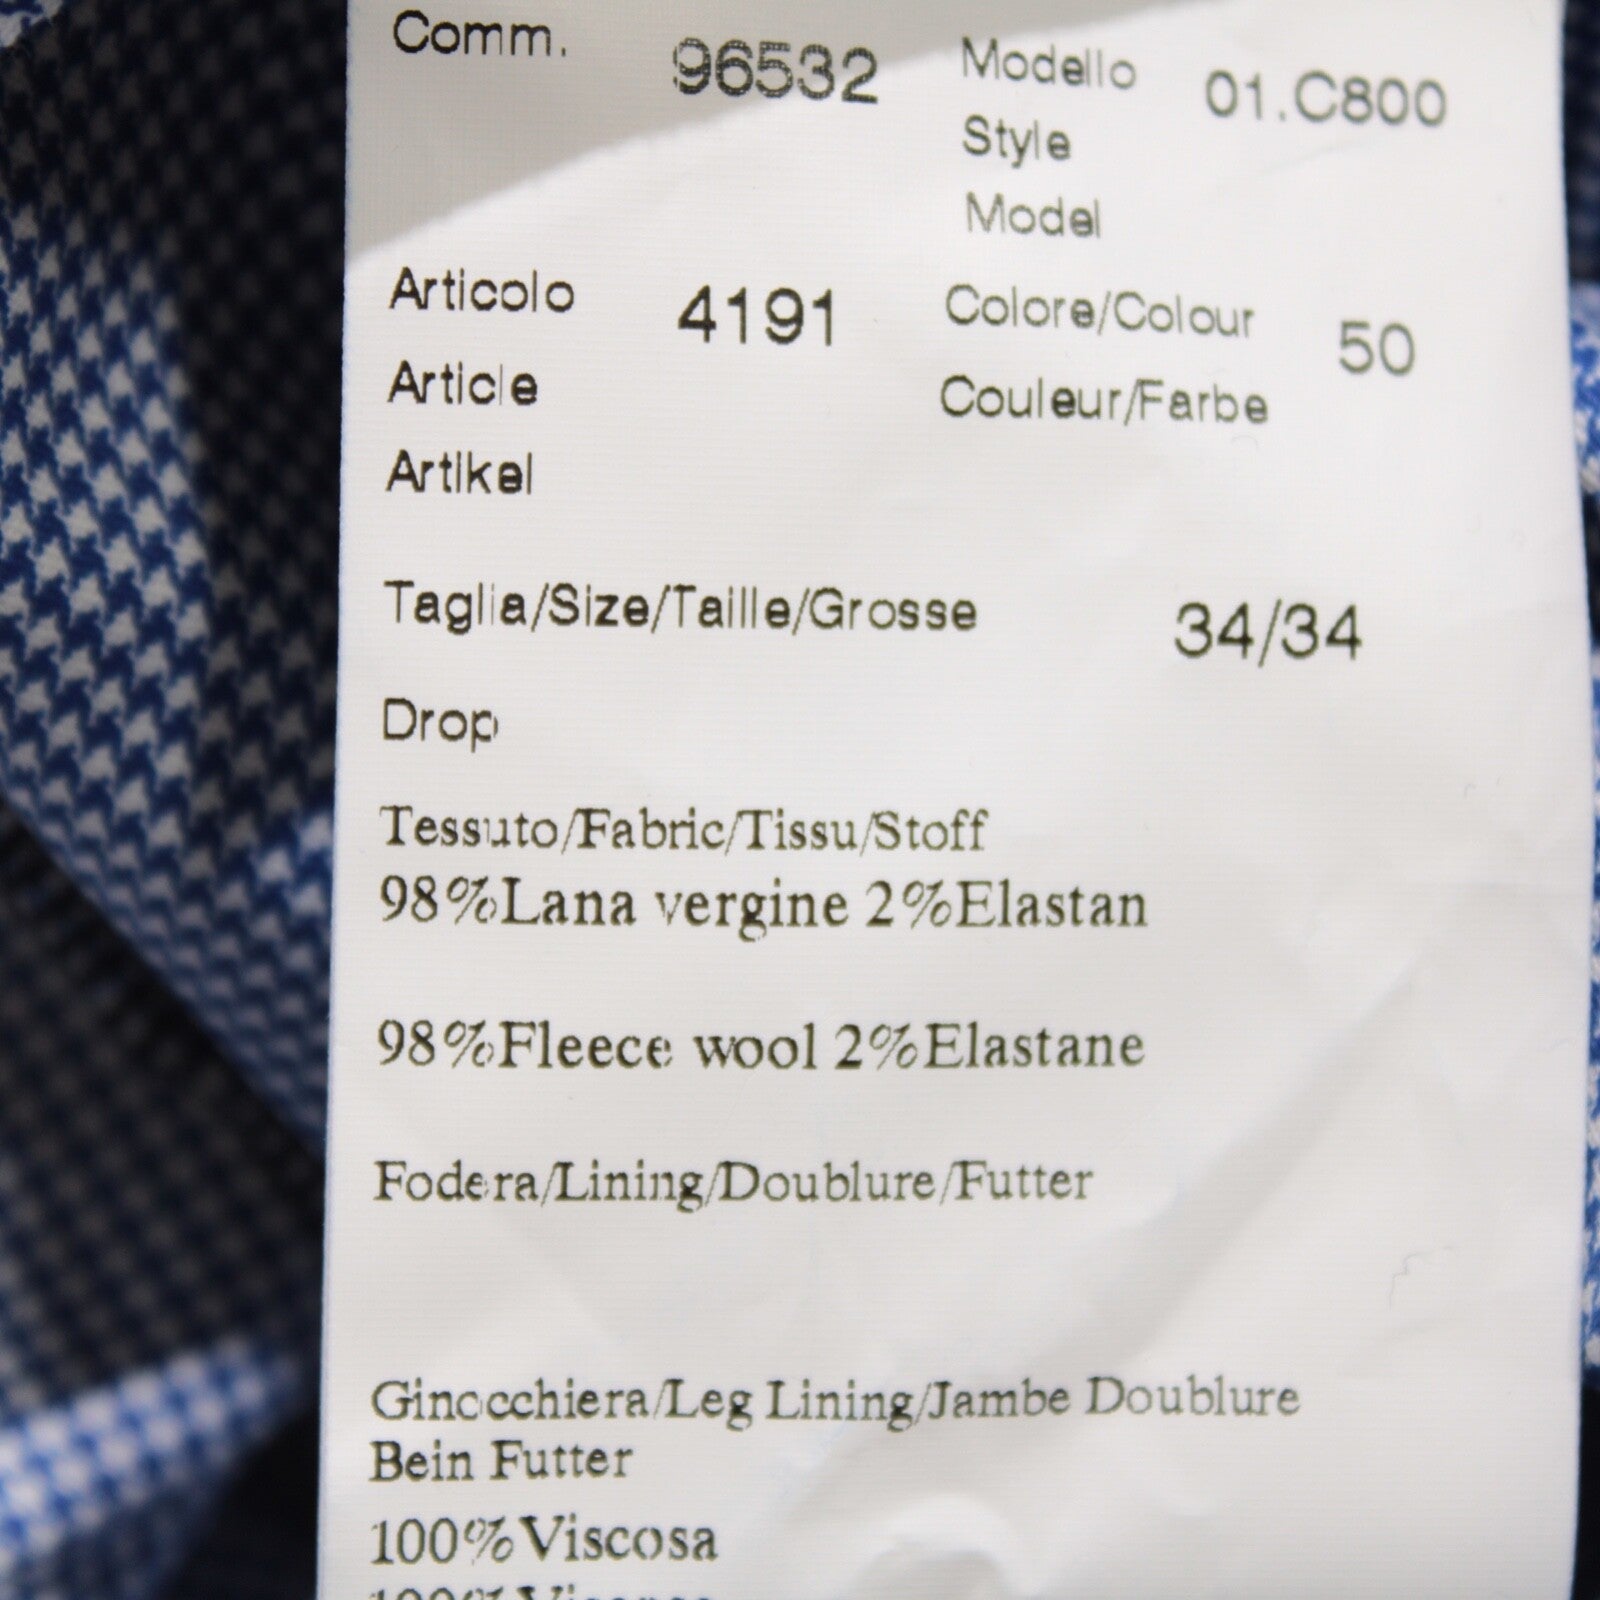 Comm. 96532 Modello 01.C800
Style
Model
Articolo 4191 Colore/Colour 50
Article Couleur/Farbe
Artikel
Taglia/Size/Taille/Grosse 34/34
Drop
Tessuto/Fabric/Tissu/Stoff
98%Lana vergine 2%Elastan
98%Fleece wool 2%Elastane
Fodera/Lining/Doublure/Futter
Ginocchiera/Leg Lining/Jambe Doublure
Bein Futter
100%Viscosa